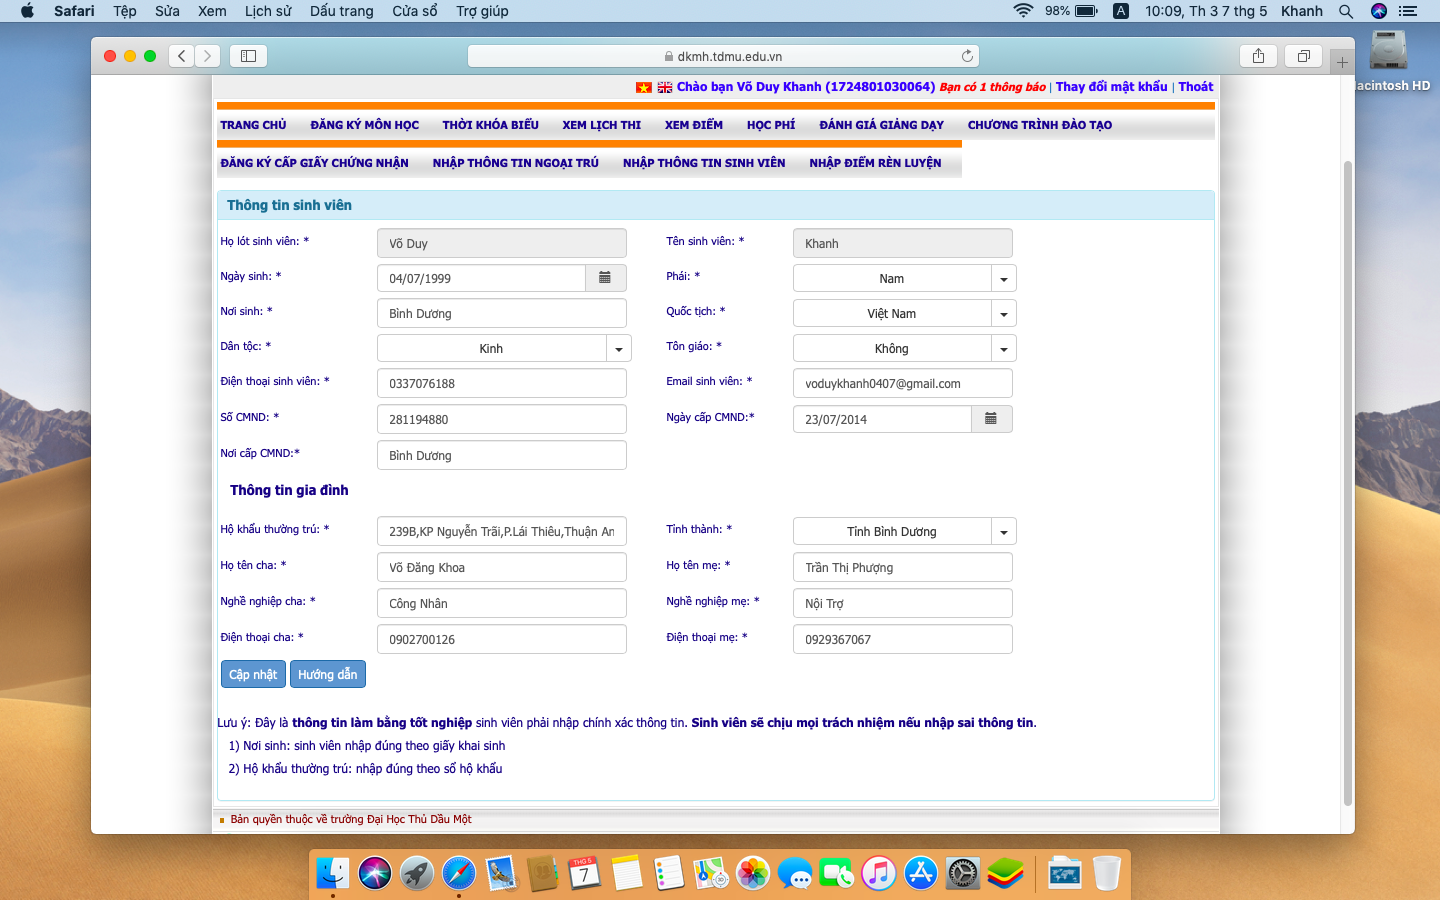 Safari Tệp Sửa Xem Lịch sử Dấu trang Cửa sổ Trợ giúp 98% A 10:09, Th 3 7 thg 5 Khanh
dkmh.tdmu.edu.vn
acintosh HD
Chào bạn Võ Duy Khanh (1724801030064) Bạn có 1 thông báo | Thay đổi mật khẩu | Thoát
TRANG CHỦ ĐĂNG KÝ MÔN HỌC THỜI KHÓA BIỂU XEM LỊCH THI XEM ĐIỂM HỌC PHÍ ĐÁNH GIÁ GIẢNG DẠY CHƯƠNG TRÌNH ĐÀO TẠO
ĐĂNG KÝ CẤP GIẤY CHỨNG NHẬN NHẬP THÔNG TIN NGOẠI TRÚ NHẬP THÔNG TIN SINH VIÊN NHẬP ĐIỂM RÈN LUYỆN
Thông tin sinh viên
Họ lót sinh viên: * Võ Duy Tên sinh viên: * Khanh
Ngày sinh: * 04/07/1999 Phái: * Nam
Nơi sinh: * Bình Dương Quốc tịch: * Việt Nam
Dân tộc: * Kinh Tôn giáo: * Không
Điện thoại sinh viên: * 0337076188 Email sinh viên: * voduykhanh0407@gmail.com
Số CMND: * 281194880 Ngày cấp CMND:* 23/07/2014
Nơi cấp CMND:* Bình Dương
Thông tin gia đình
Hộ khẩu thường trú: * 239B,KP Nguyễn Trãi,P.Lái Thiêu,Thuận An Tỉnh thành: * Tỉnh Bình Dương
Họ tên cha: * Võ Đăng Khoa Họ tên mẹ: * Trần Thị Phượng
Nghề nghiệp cha: * Công Nhân Nghề nghiệp mẹ: * Nội Trợ
Điện thoại cha: * 0902700126 Điện thoại mẹ: * 0929367067
Cập nhật Hướng dẫn
Lưu ý: Đây là thông tin làm bằng tốt nghiệp sinh viên phải nhập chính xác thông tin. Sinh viên sẽ chịu mọi trách nhiệm nếu nhập sai thông tin.
1) Nơi sinh: sinh viên nhập đúng theo giấy khai sinh
2) Hộ khẩu thường trú: nhập đúng theo sổ hộ khẩu
Bản quyền thuộc về trường Đại Học Thủ Dầu Một
THG 5
7